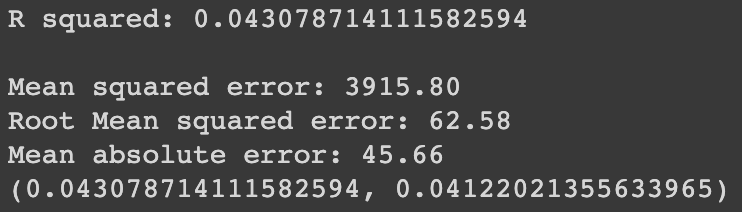 R squared: 0.043078714111582594
Mean squared error: 3915.80
Root Mean squared error: 62.58
Mean absolute error: 45.66
(0.043078714111582594, 0.04122021355633965)